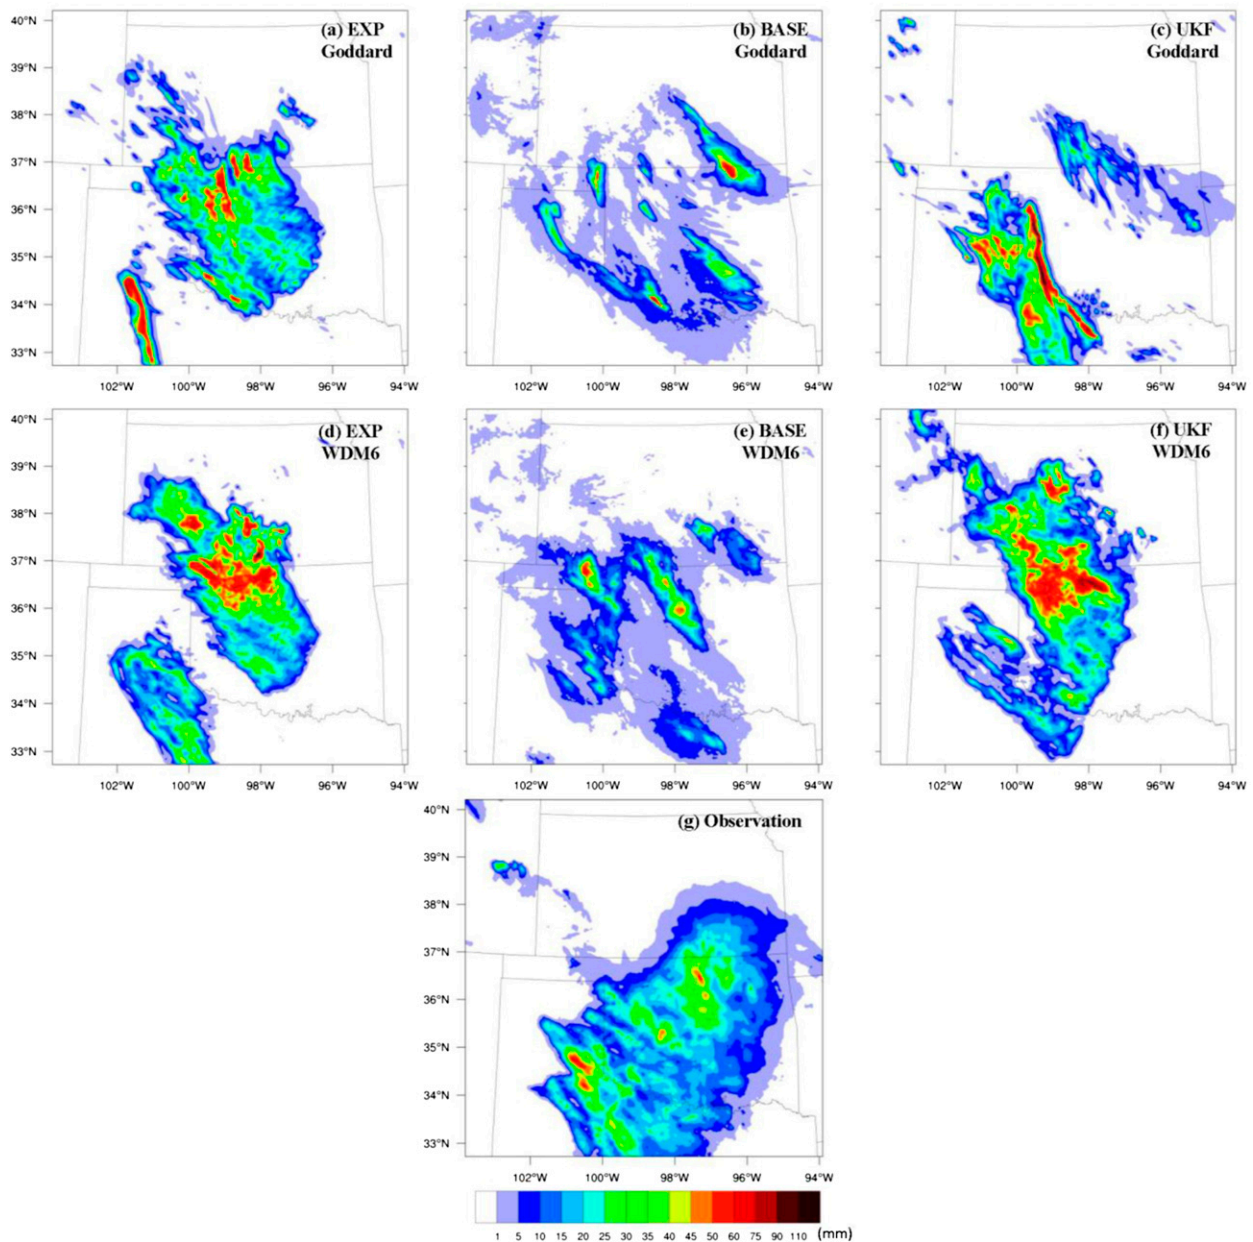 (a) EXP
Goddard
(b) BASE
Goddard
(c) UKF
Goddard
40°N
39°N
38°N
37°N
36°N
35°N
34°N
33°N
102°W 100°W 98°W 96°W 94°W
102°W 100°W 98°W 96°W 94°W
102°W 100°W 98°W 96°W 94°W
(d) EXP
WDM6
(e) BASE
WDM6
(f) UKF
WDM6
40°N
39°N
38°N
37°N
36°N
35°N
34°N
33°N
102°W 100°W 98°W 96°W 94°W
102°W 100°W 98°W 96°W 94°W
102°W 100°W 98°W 96°W 94°W
(g) Observation
40°N
39°N
38°N
37°N
36°N
35°N
34°N
33°N
102°W 100°W 98°W 96°W 94°W
1 5 10 15 20 25 30 35 40 45 50 60 75 90 110 (mm)